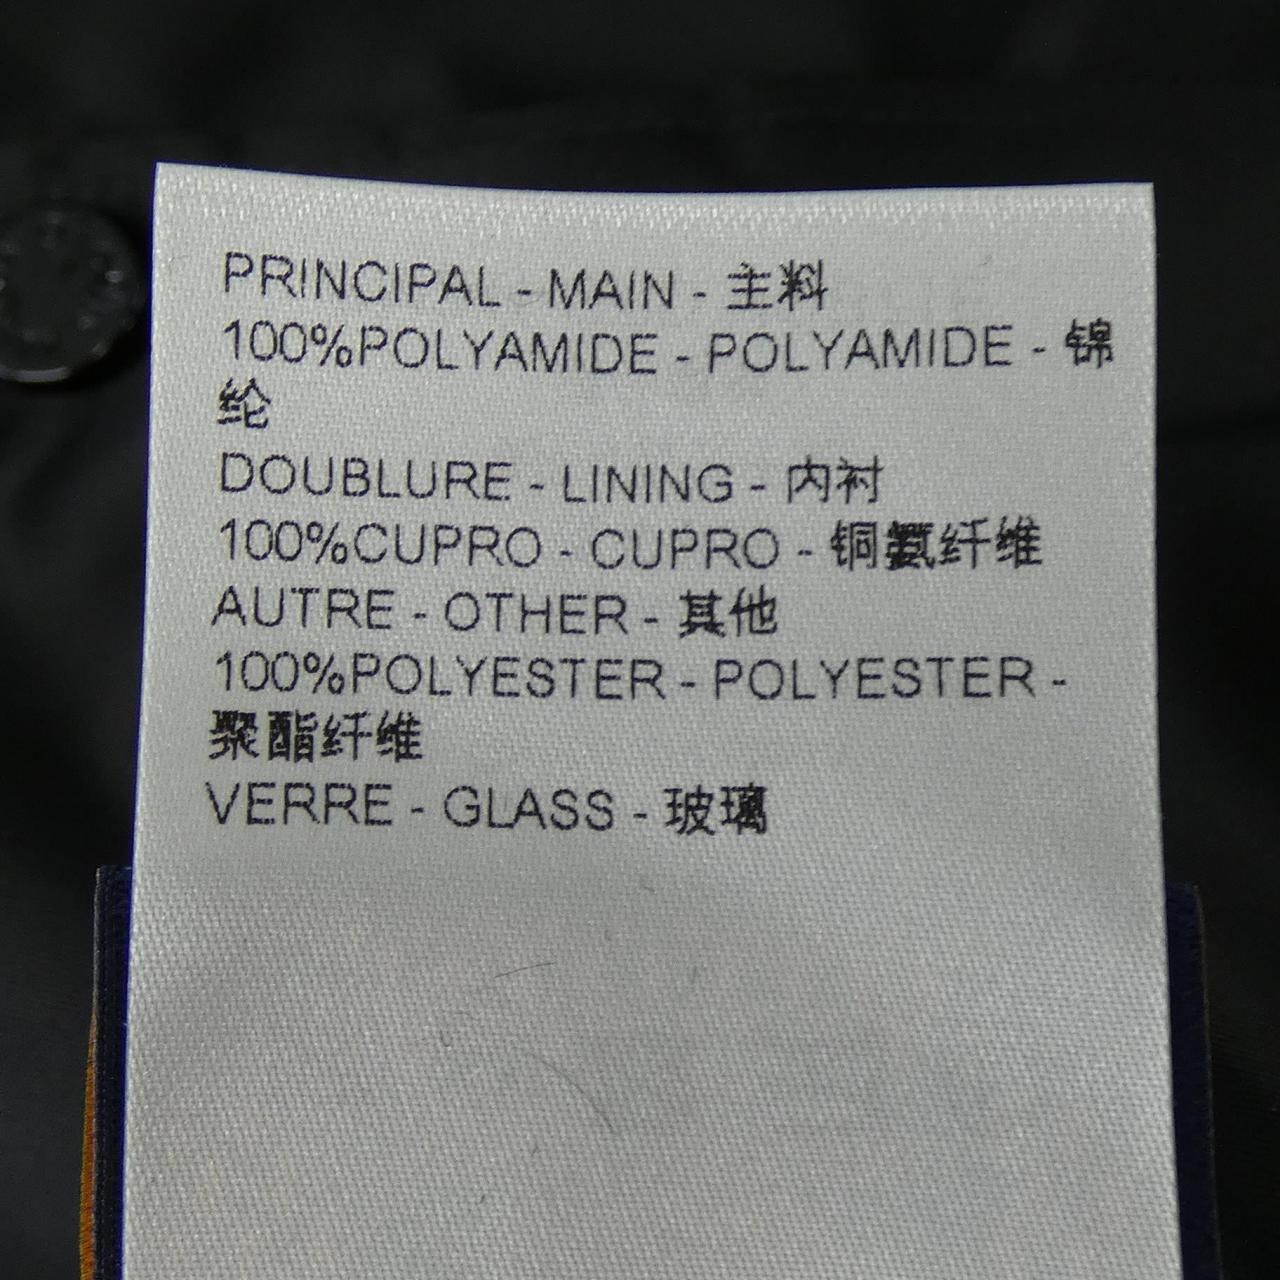 PRINCIPAL - MAIN - 主料
100%POLYAMIDE - POLYAMIDE - 锦
纶
DOUBLURE - LINING - 内衬
100%CUPRO - CUPRO - 铜氨纤维
AUTRE - OTHER - 其他
100%POLYESTER - POLYESTER -
聚酯纤维
VERRE - GLASS - 玻璃